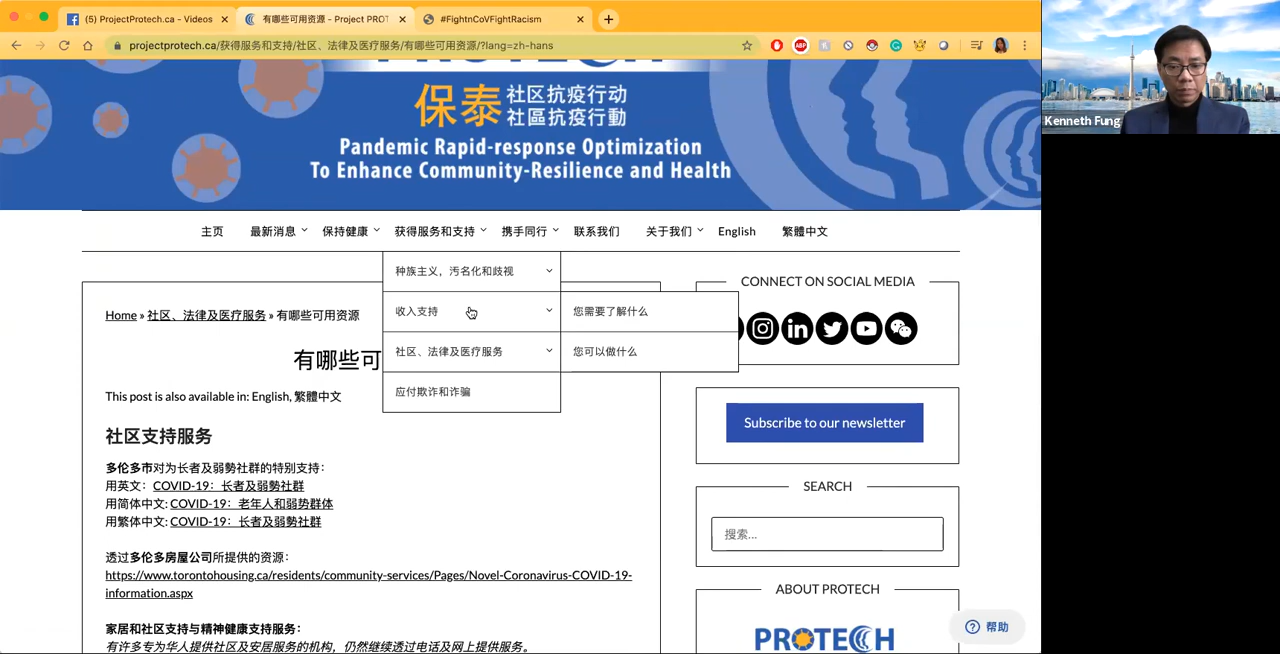 (5) ProjectProtech.ca - Videos
有哪些可用资源 - Project PROT
#FightnCoVFightRacism
projectprotech.ca/获得服务和支持/社区、法律及医疗服务/有哪些可用资源/?lang=zh-hans
ABP
Kenneth Fung
保泰 社区抗疫行动
社區抗疫行動
Pandemic Rapid-response Optimization
To Enhance Community-Resilience and Health
主页 最新消息 保持健康 获得服务和支持 携手同行 联系我们 关于我们 English 繁體中文
种族主义，污名化和歧视
收入支持
社区、法律及医疗服务
应付欺诈和诈骗
您需要了解什么
您可以做什么
Home » 社区、法律及医疗服务 » 有哪些可用资源
有哪些可
This post is also available in: English, 繁體中文
社区支持服务
多伦多市对为长者及弱勢社群的特别支持：
用英文： COVID-19：长者及弱勢社群
用简体中文: COVID-19：老年人和弱势群体
用繁体中文: COVID-19：长者及弱勢社群
透过多伦多房屋公司所提供的资源：
https://www.torontohousing.ca/residents/community-services/Pages/Novel-Coronavirus-COVID-19-
information.aspx
家居和社区支持与精神健康支持服务：
有许多专为华人提供社区及安居服务的机构，仍然继续透过电话及网上提供服务。
CONNECT ON SOCIAL MEDIA
Subscribe to our newsletter
SEARCH
搜索...
ABOUT PROTECH
PROTECH
帮助